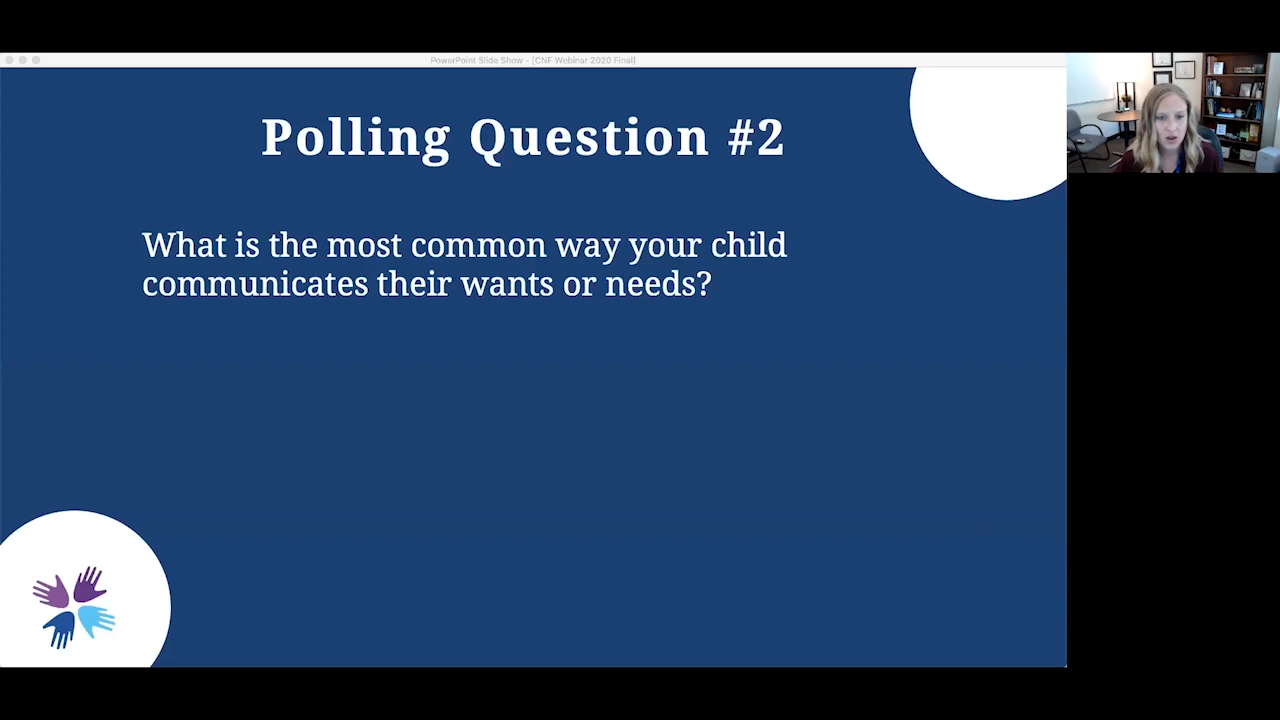 PowerPoint Slide Show - [CNF Webinar 2020 Final]
Polling Question #2
What is the most common way your child
communicates their wants or needs?